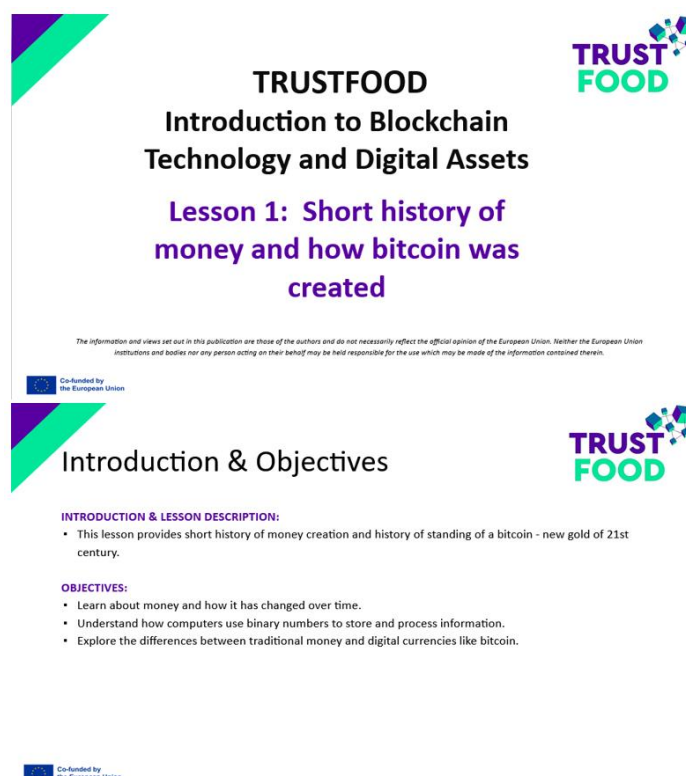 TRUST
FOOD
TRUSTFOOD
Introduction to Blockchain
Technology and Digital Assets
Lesson 1:  Short history of
money and how bitcoin was
created
The information and views set out in this publication are those of the authors and do not necessarily reflect the official opinion of the European Union. Neither the European Union
institutions and bodies nor any person acting on their behalf may be held responsible for the use which may be made of the information contained therein.
Co-funded by
the European Union
TRUST
FOOD
Introduction & Objectives
INTRODUCTION & LESSON DESCRIPTION:
▪ This lesson provides short history of money creation and history of standing of a bitcoin - new gold of 21st
century.
OBJECTIVES:
• Learn about money and how it has changed over time.
• Understand how computers use binary numbers to store and process information.
• Explore the differences between traditional money and digital currencies like bitcoin.
Co-funded by
the European Union